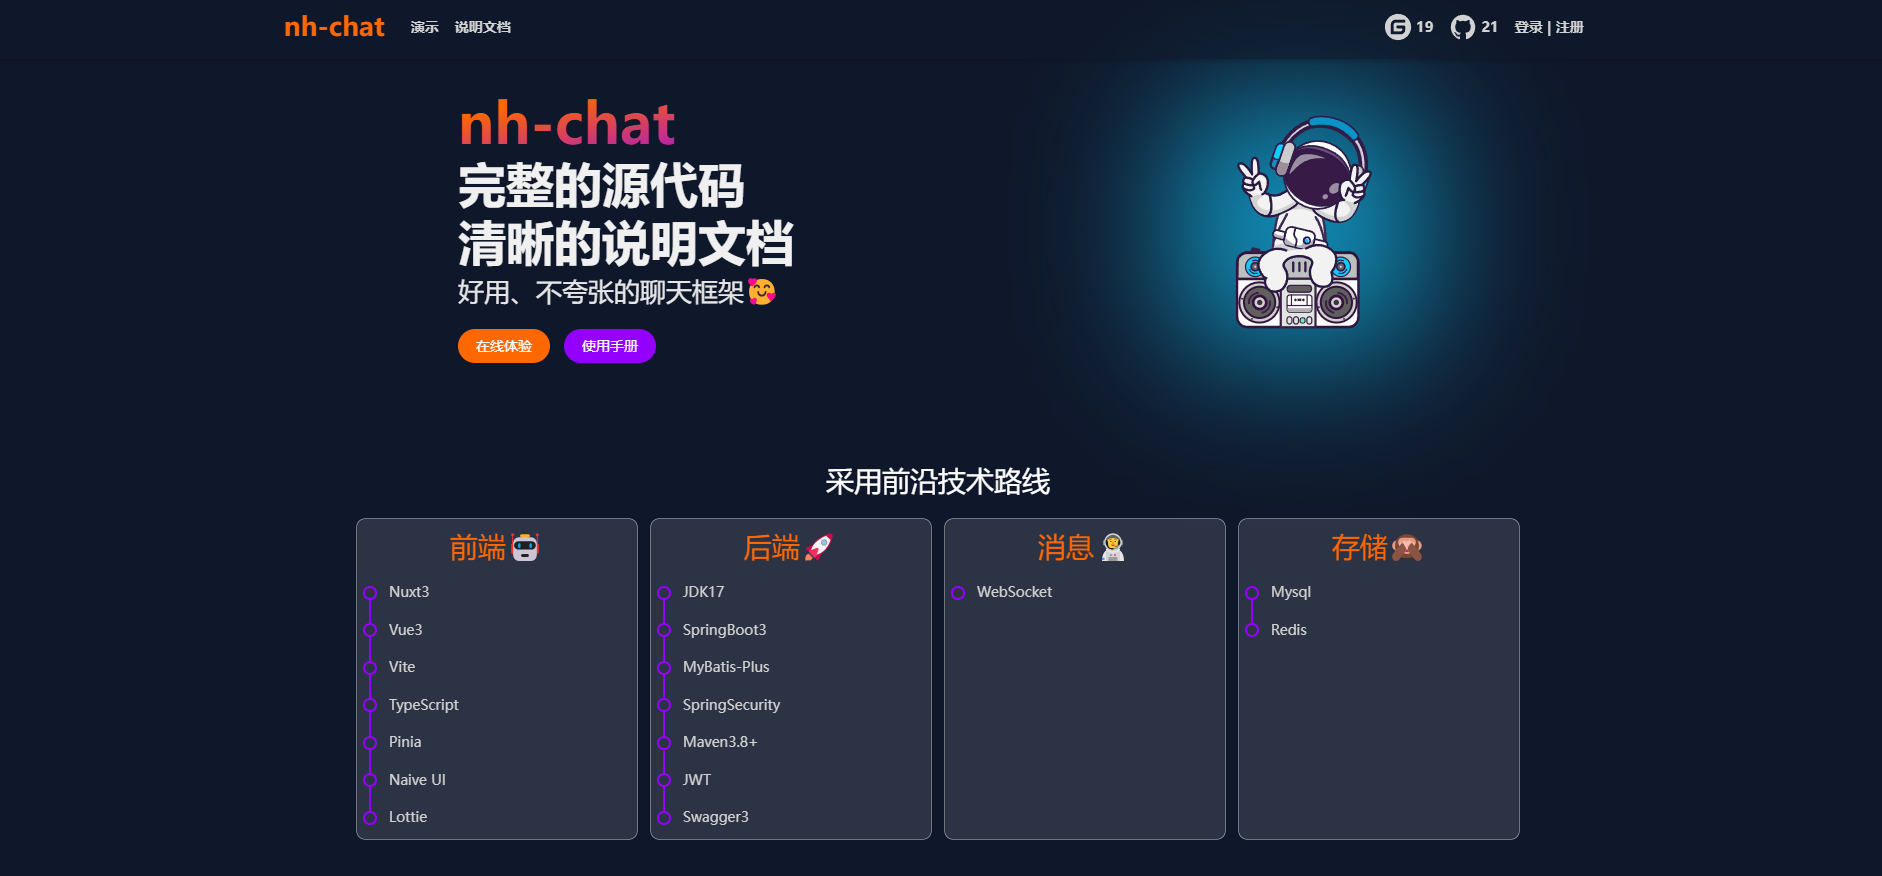 nh-chat 演示 说明文档 19 21 登录 | 注册
nh-chat
完整的源代码
清晰的说明文档
好用、不夸张的聊天框架🥰
在线体验 使用手册
采用前沿技术路线
前端🤖
Nuxt3
Vue3
Vite
TypeScript
Pinia
Naive UI
Lottie
后端🚀
JDK17
SpringBoot3
MyBatis-Plus
SpringSecurity
Maven3.8+
JWT
Swagger3
消息👩‍🚀
WebSocket
存储🙈
Mysql
Redis